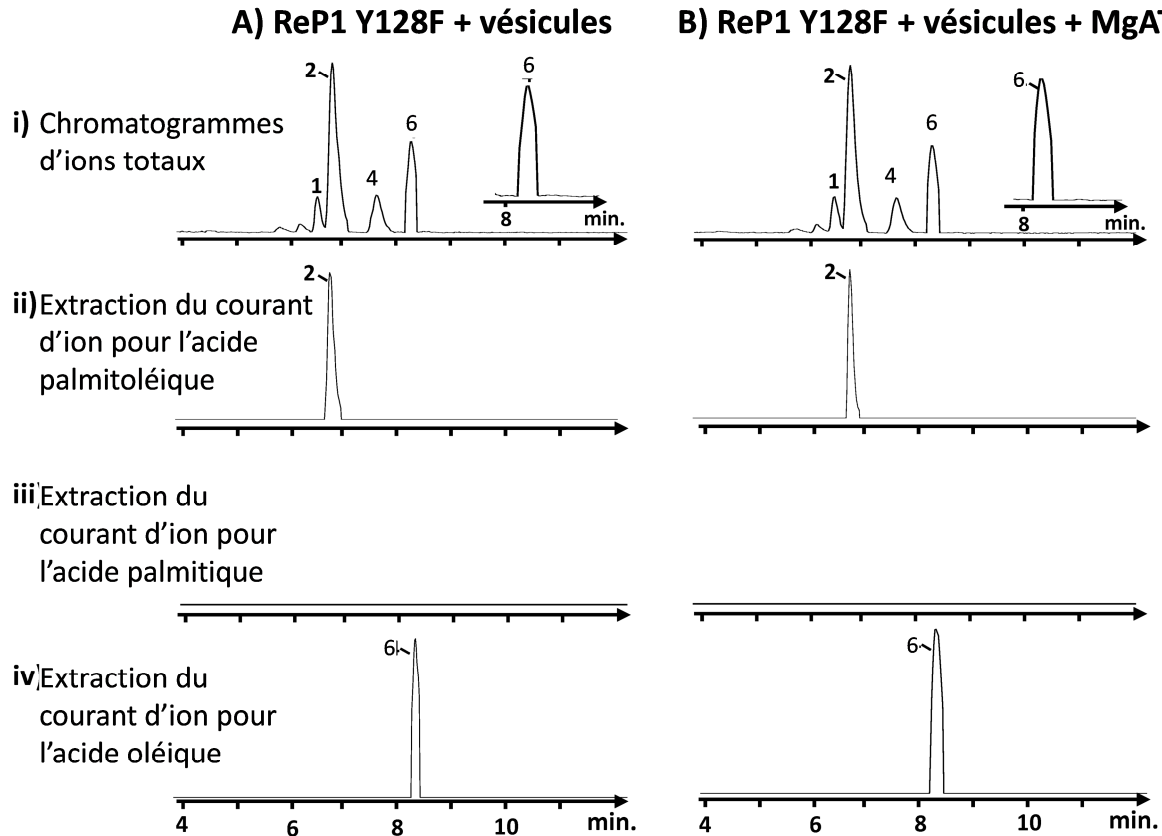 A) ReP1 Y128F + vésicules
B) ReP1 Y128F + vésicules + MgAT
i) Chromatogrammes
d'ions totaux
1
2
4
6
6
8
min.
1
2
4
6
6
8
min.
ii) Extraction du courant
d'ion pour l'acide
palmitoléique
2
2
iii) Extraction du
courant d'ion pour
l'acide palmitique
iv) Extraction du
courant d'ion pour
l'acide oléique
6
6
4 6 8 10 min.
4 6 8 10 min.